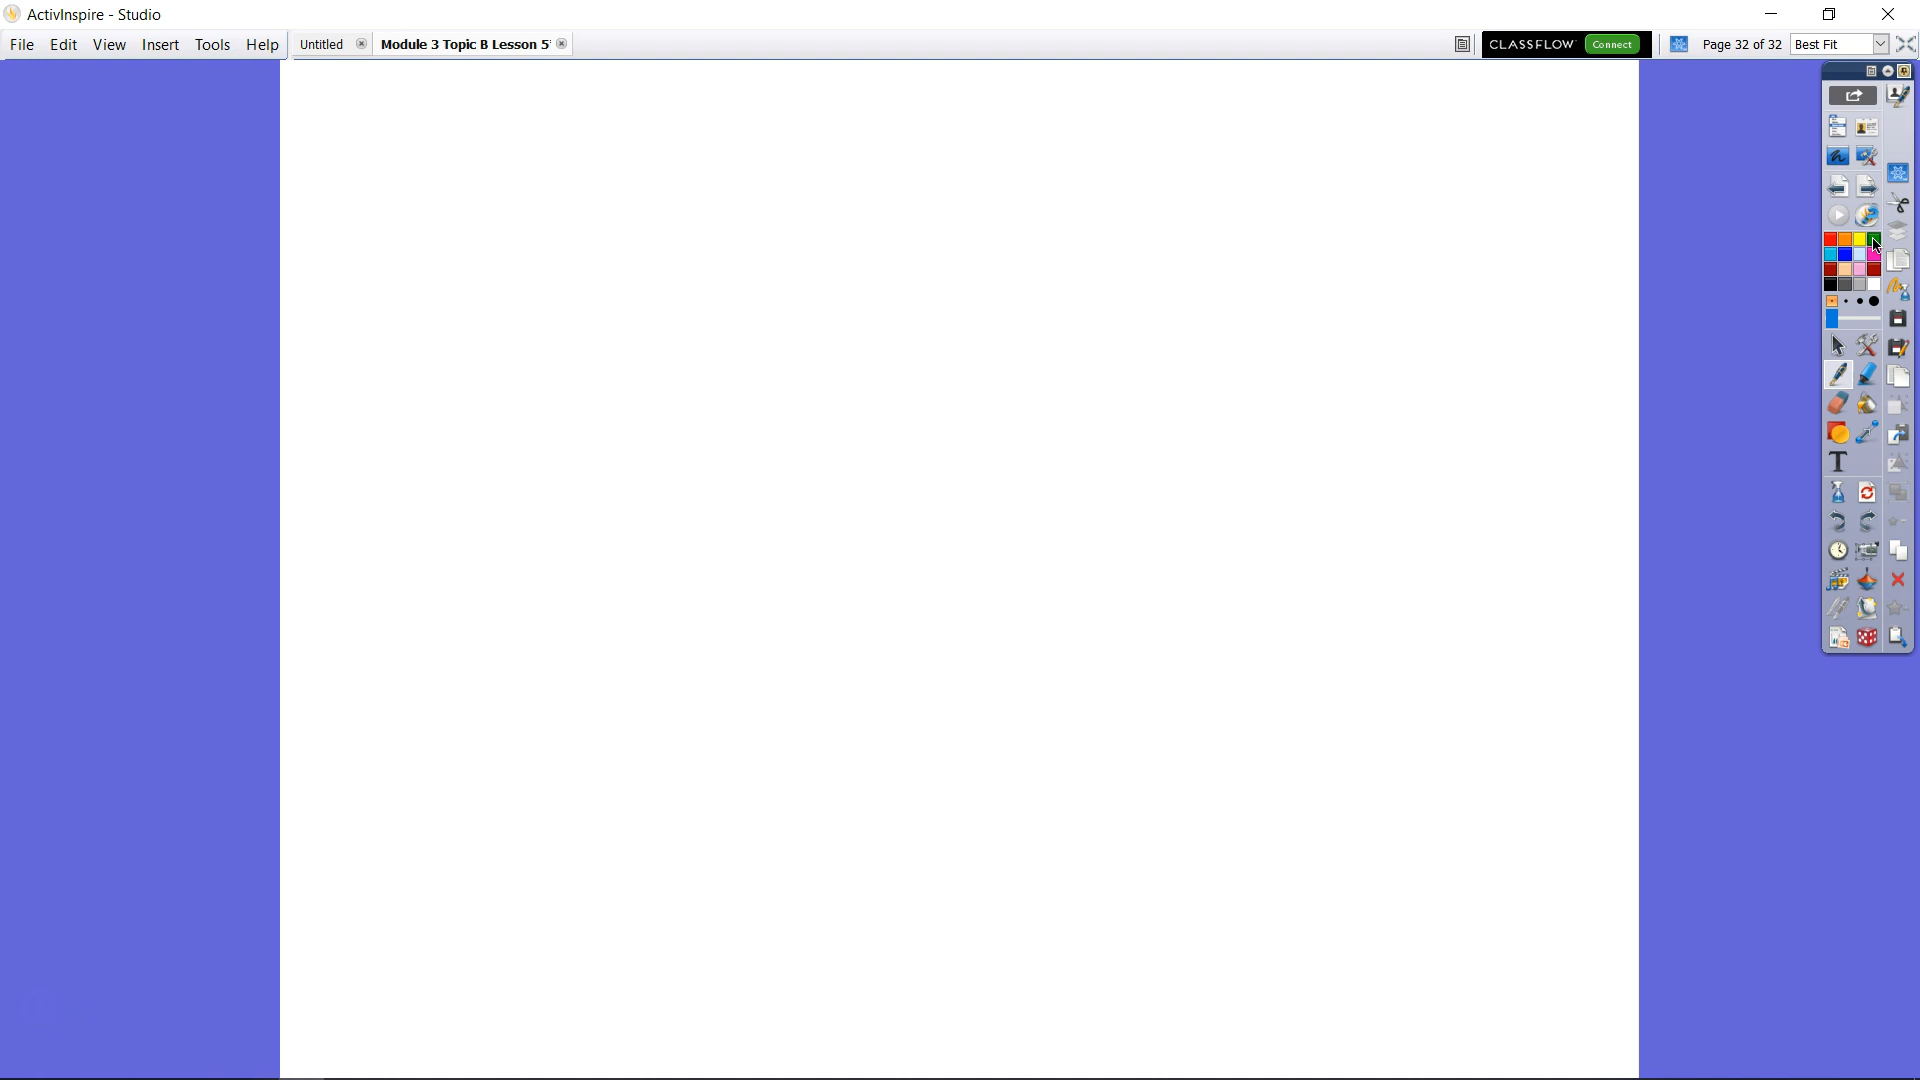 ActivInspire - Studio
File Edit View Insert Tools Help Untitled Module 3 Topic B Lesson 5 CLASSFLOW Connect Page 32 of 32 Best Fit
T